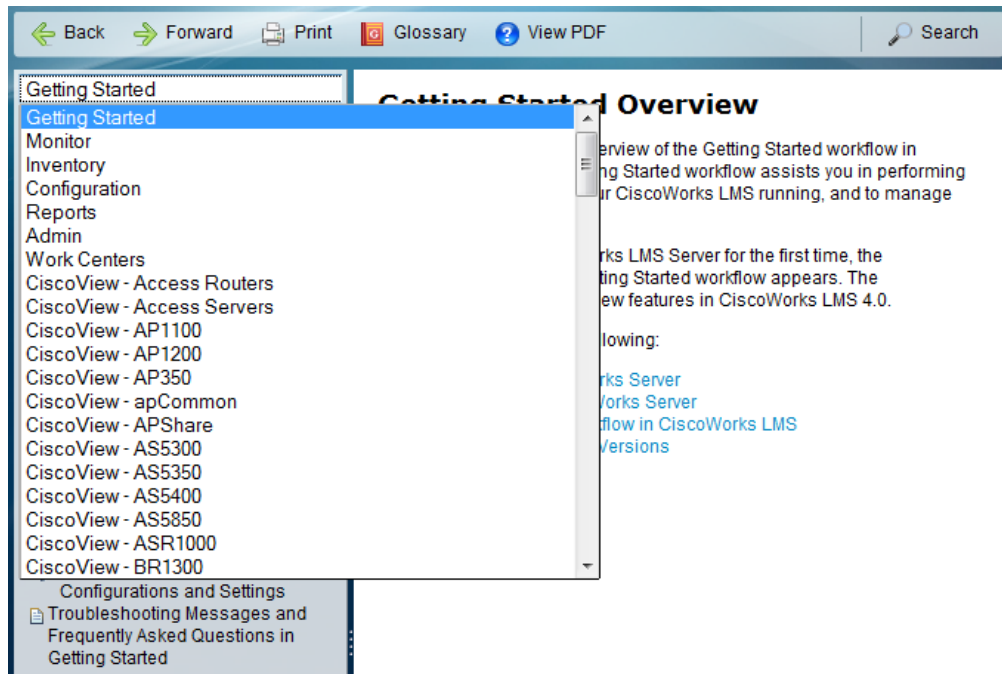 Back Forward Print Glossary View PDF Search
Getting Started
Getting Started
Monitor
Inventory
Configuration
Reports
Admin
Work Centers
CiscoView - Access Routers
CiscoView - Access Servers
CiscoView - AP1100
CiscoView - AP1200
CiscoView - AP350
CiscoView - apCommon
CiscoView - APShare
CiscoView - AS5300
CiscoView - AS5350
CiscoView - AS5400
CiscoView - AS5850
CiscoView - ASR1000
CiscoView - BR1300
Configurations and Settings
Troubleshooting Messages and
Frequently Asked Questions in
Getting Started
Getting Started Overview
erview of the Getting Started workflow in
ng Started workflow assists you in performing
ur CiscoWorks LMS running, and to manage
rks LMS Server for the first time, the
ting Started workflow appears. The
ew features in CiscoWorks LMS 4.0.
lowing:
rks Server
Works Server
flow in CiscoWorks LMS
Versions